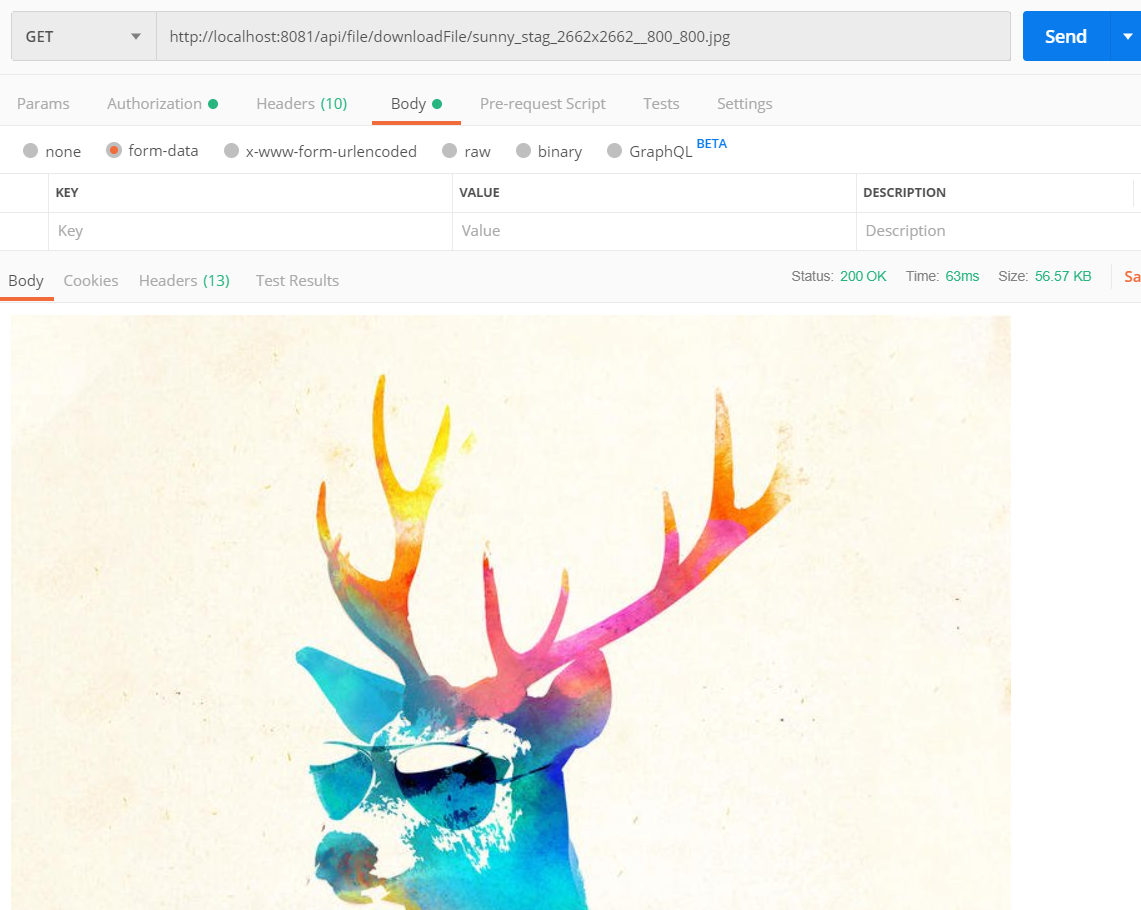 GET http://localhost:8081/api/file/downloadFile/sunny_stag_2662x2662__800_800.jpg Send
Params Authorization Headers (10) Body Pre-request Script Tests Settings
none form-data x-www-form-urlencoded raw binary GraphQL BETA
KEY VALUE DESCRIPTION
Key Value Description
Body Cookies Headers (13) Test Results Status: 200 OK Time: 63ms Size: 56.57 KB Sa